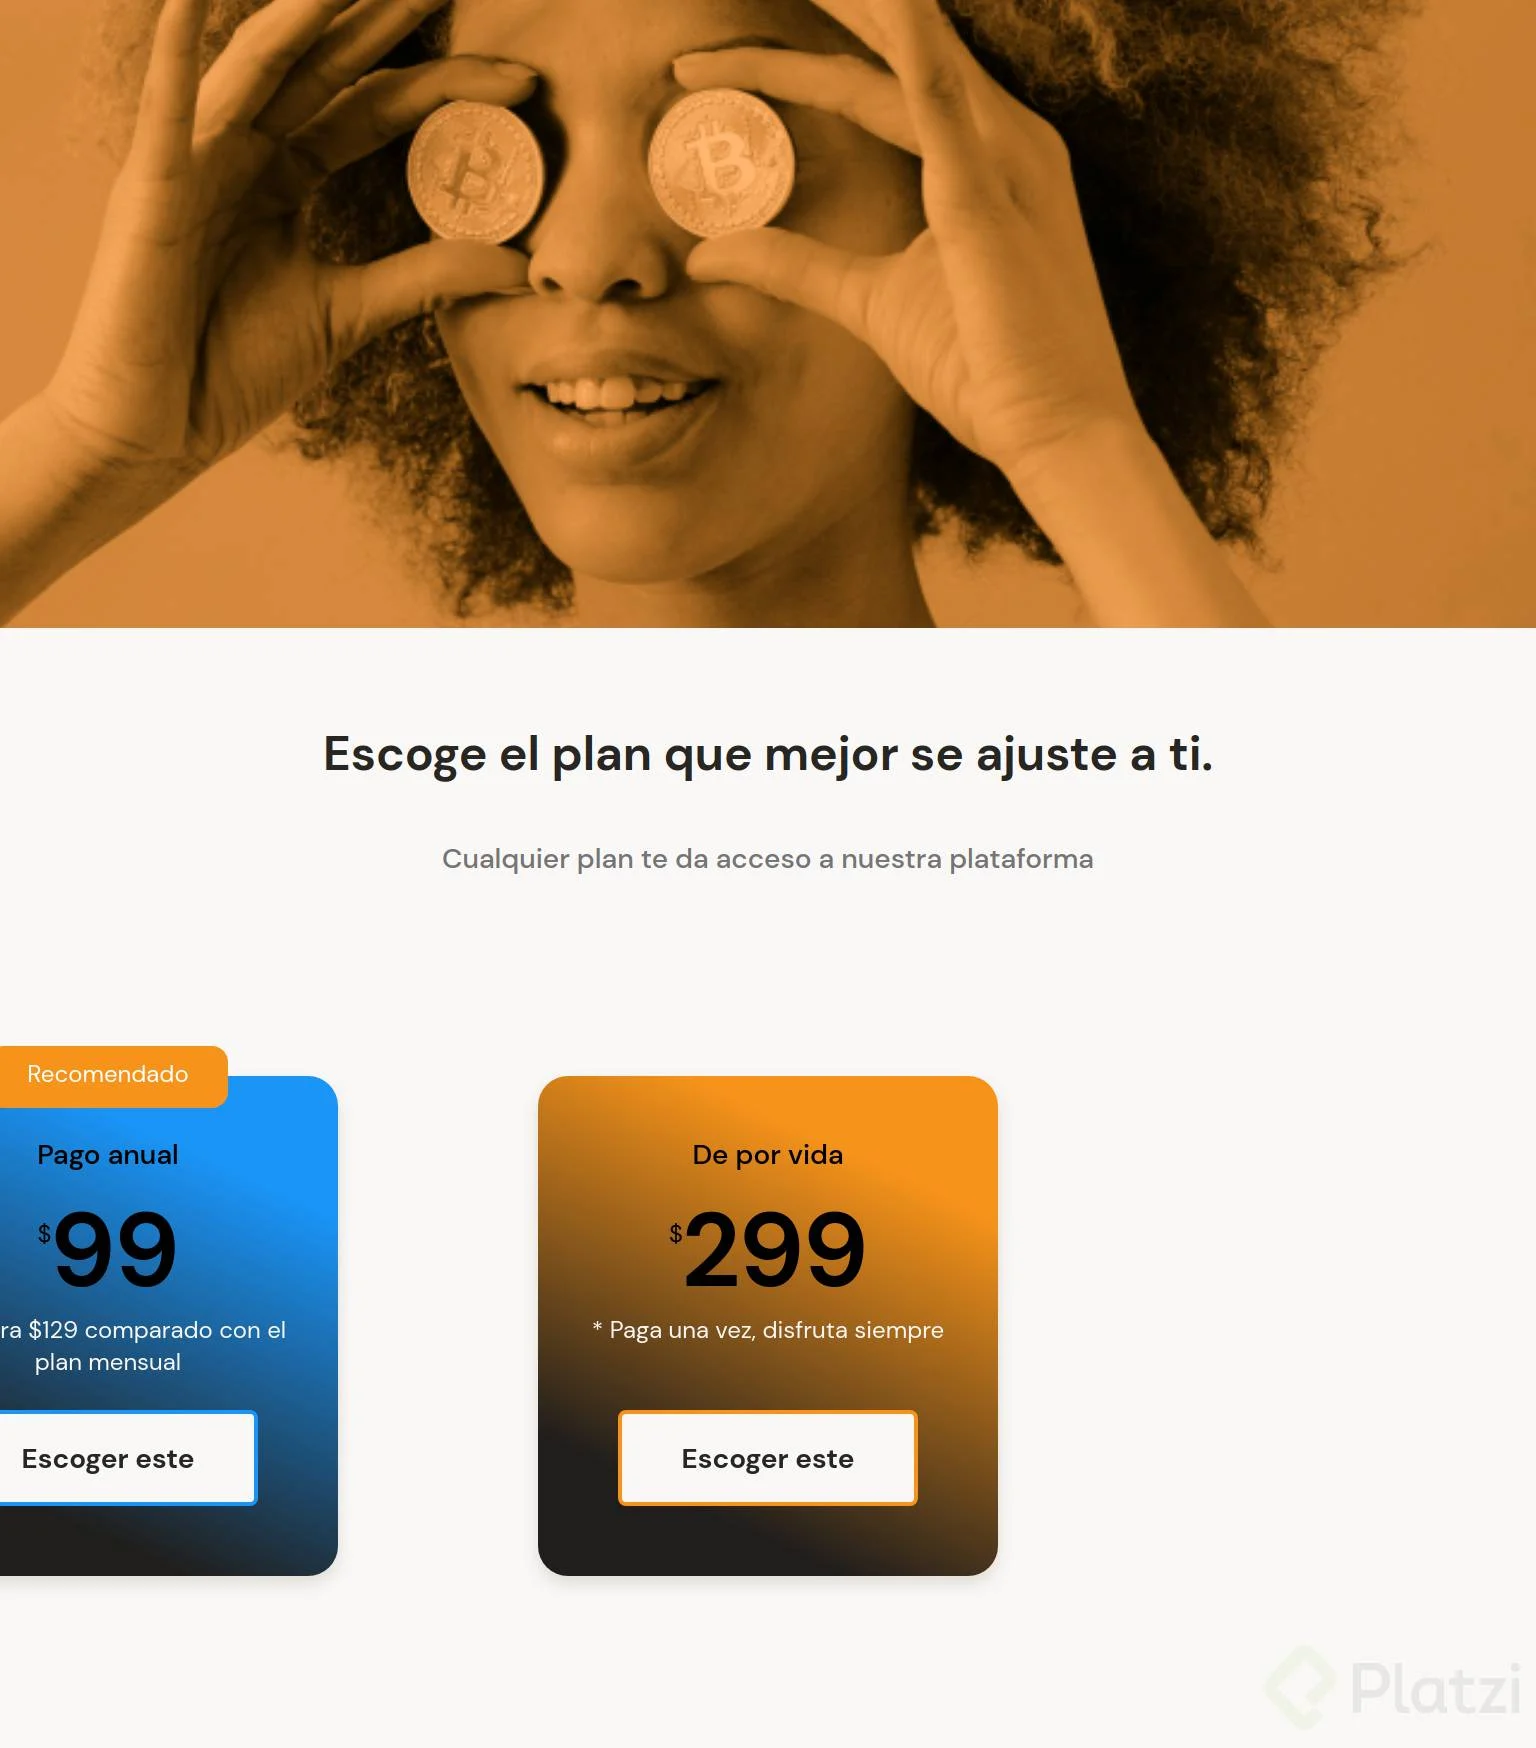 Escoge el plan que mejor se ajuste a ti.
Cualquier plan te da acceso a nuestra plataforma
Recomendado
Pago anual
$99
ra $129 comparado con el
plan mensual
Escoger este
De por vida
$299
* Paga una vez, disfruta siempre
Escoger este
Platzi